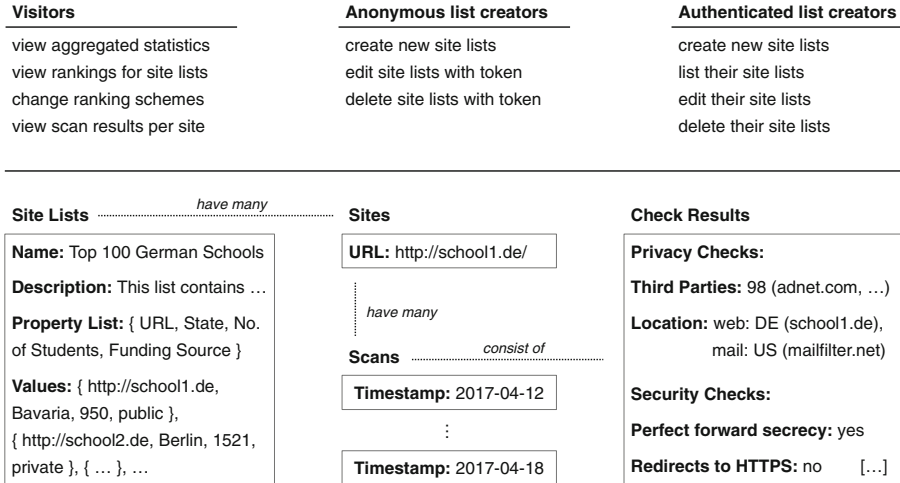 Visitors
view aggregated statistics
view rankings for site lists
change ranking schemes
view scan results per site
Anonymous list creators
create new site lists
edit site lists with token
delete site lists with token
Authenticated list creators
create new site lists
list their site lists
edit their site lists
delete their site lists
Site Lists
have many
Name: Top 100 German Schools
Description: This list contains …
Property List: { URL, State, No.
of Students, Funding Source }
Values: { http://school1.de,
Bavaria, 950, public },
{ http://school2.de, Berlin, 1521,
private }, { … }, …
Sites
URL: http://school1.de/
have many
Scans
consist of
Timestamp: 2017-04-12
⋮
Timestamp: 2017-04-18
Check Results
Privacy Checks:
Third Parties: 98 (adnet.com, …)
Location: web: DE (school1.de),
mail: US (mailfilter.net)
Security Checks:
Perfect forward secrecy: yes
Redirects to HTTPS: no […]